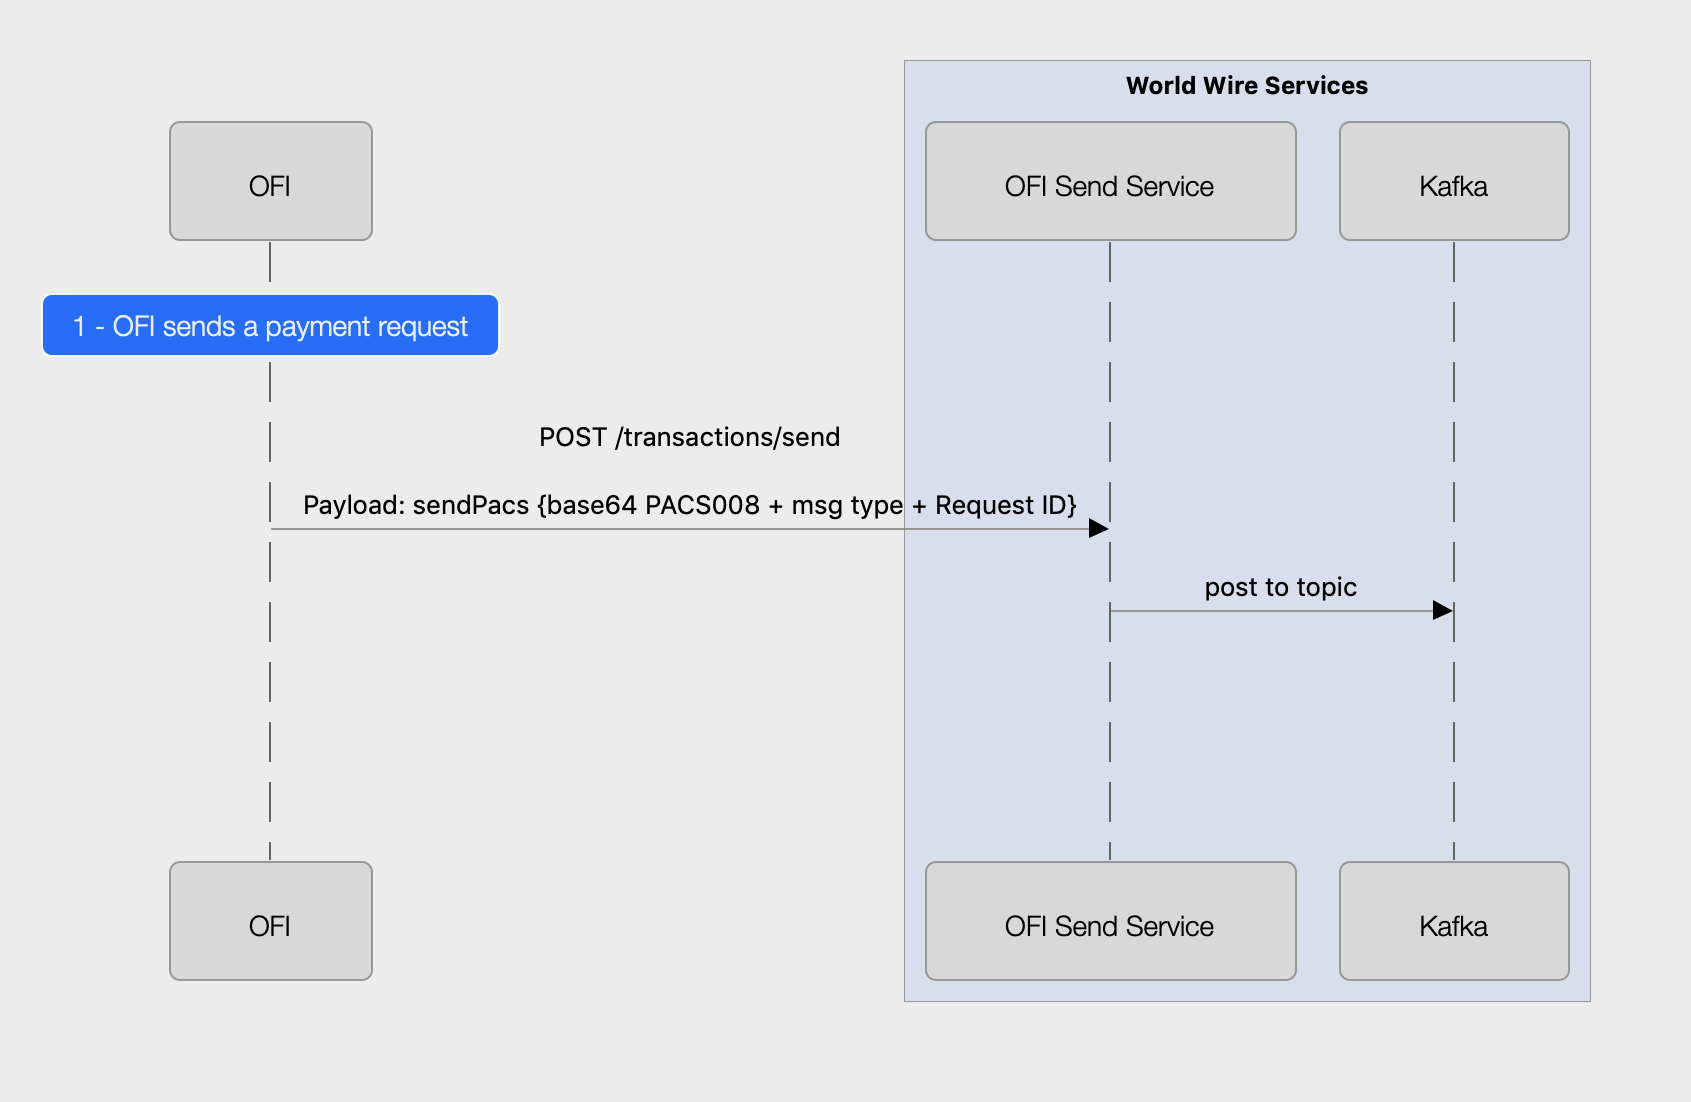 World Wire Services
OFI
OFI Send Service
Kafka
1 - OFI sends a payment request
POST /transactions/send
Payload: sendPacs {base64 PACS008 + msg type + Request ID}
post to topic
OFI
OFI Send Service
Kafka